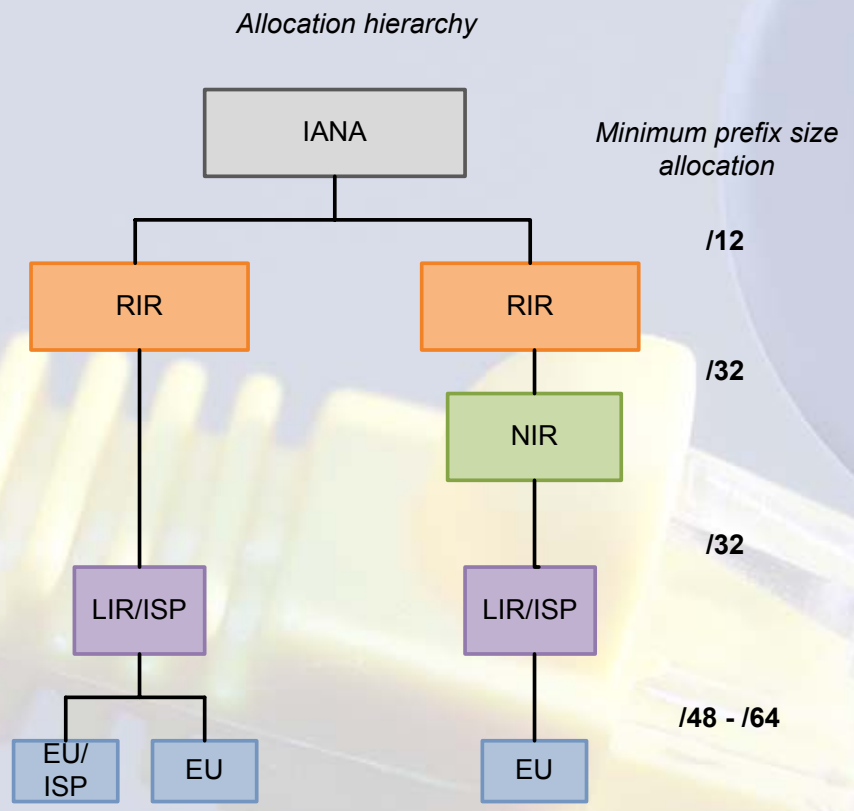 Allocation hierarchy
IANA
Minimum prefix size
allocation
/12
RIR
RIR
/32
NIR
/32
LIR/ISP
LIR/ISP
/48 - /64
EU/
ISP
EU
EU